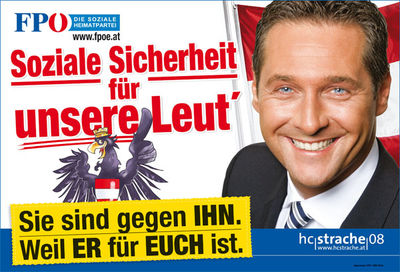 FPÖ DIE SOZIALE
HEIMATPARTEI
www.fpoe.at
Soziale Sicherheit
für
unsere Leut´
Sie sind gegen IHN.
Weil ER für EUCH ist.
hc|strache|08
www.hcstrache.at